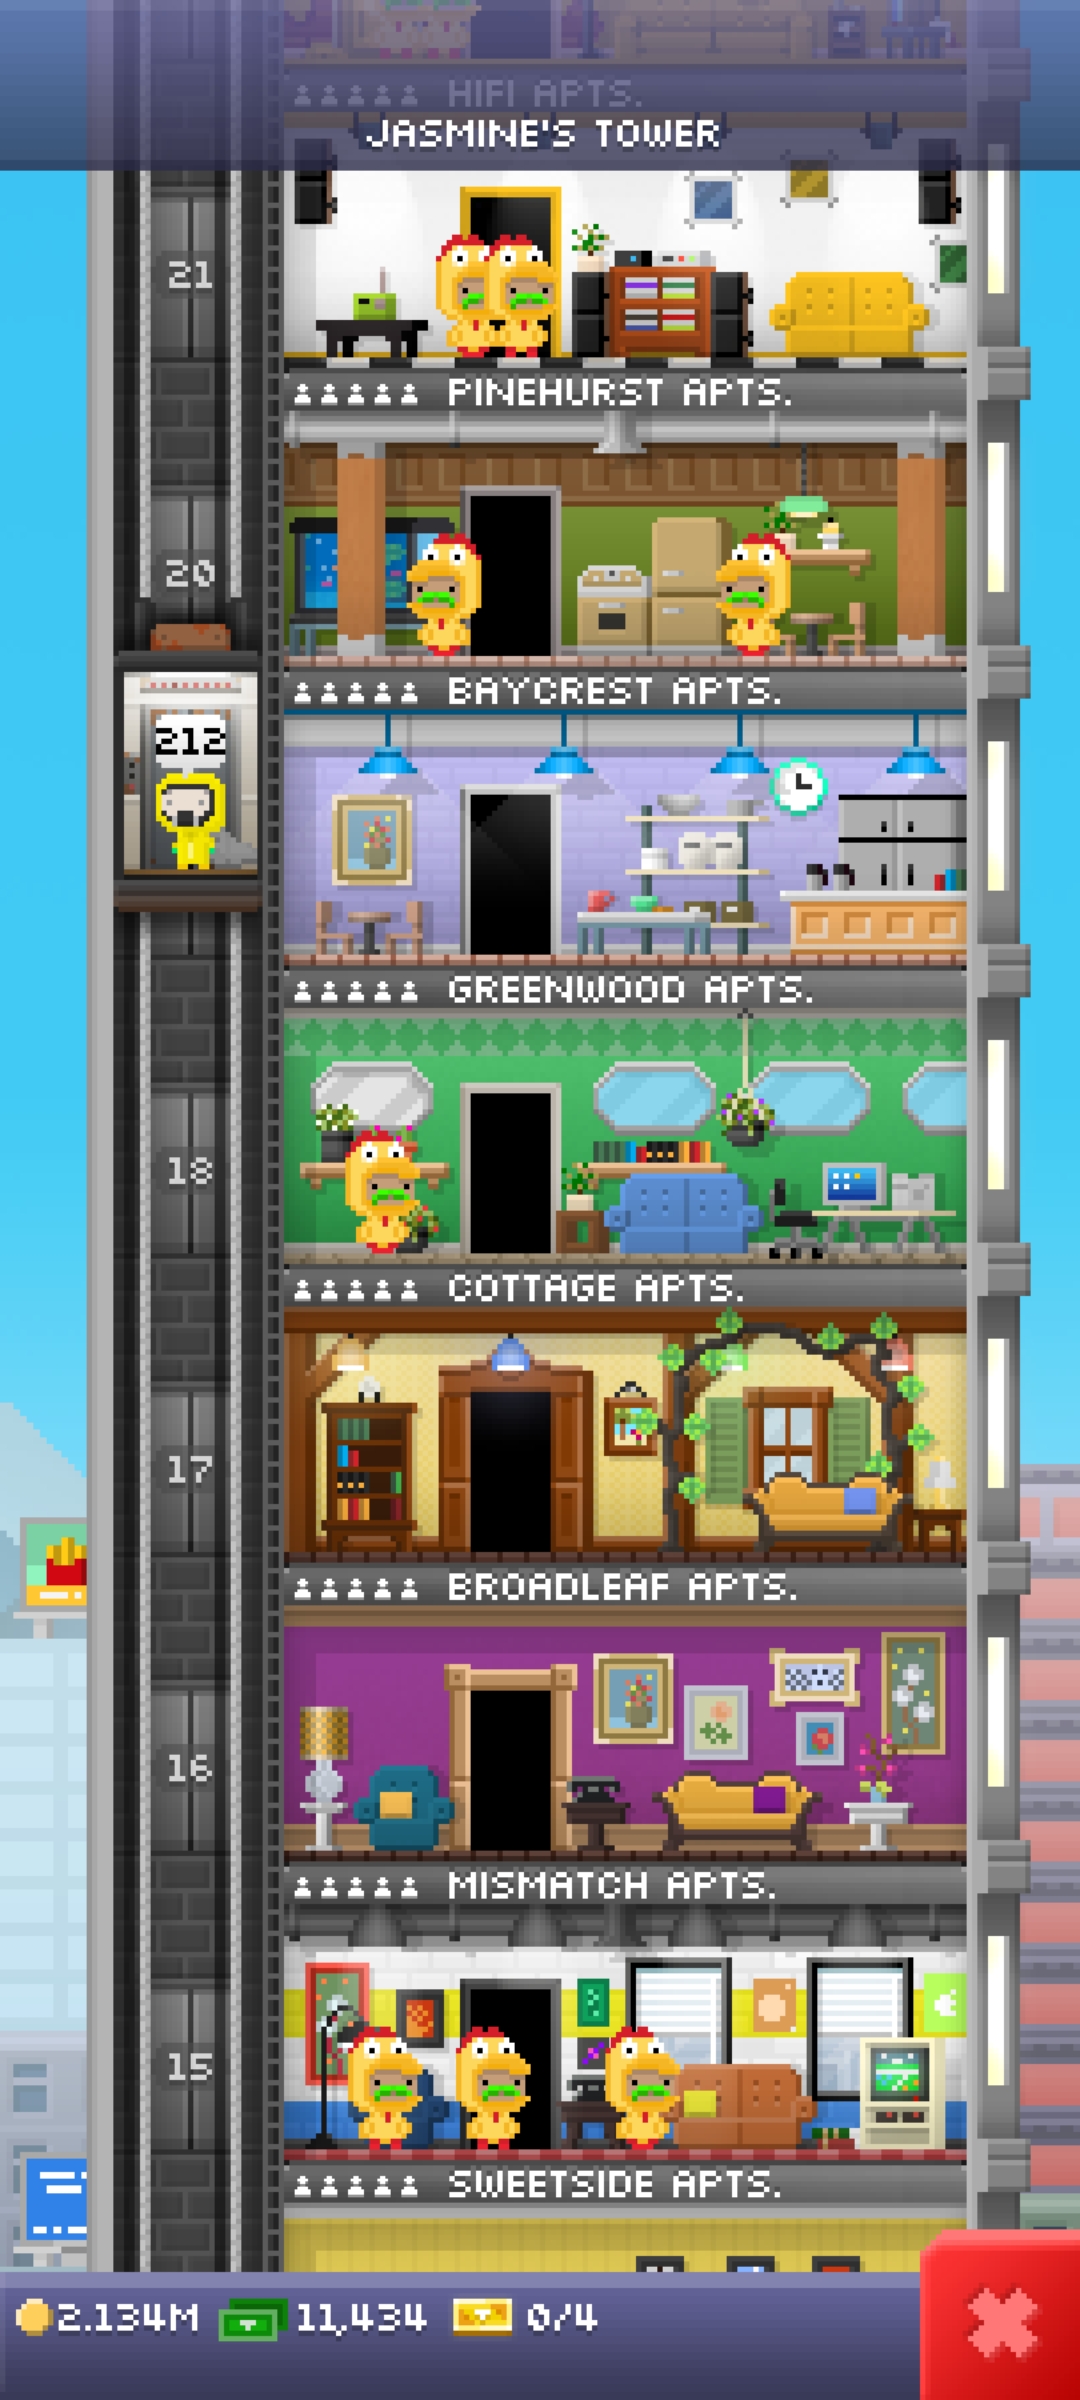 HIFI APTS.
JASMINE'S TOWER
21
PINEHURST APTS.
20
BAYCREST APTS.
212
GREENWOOD APTS.
18
COTTAGE APTS.
17
BROADLEAF APTS.
16
MISMATCH APTS.
15
SWEETSIDE APTS.
2.134M 11,434 0/4